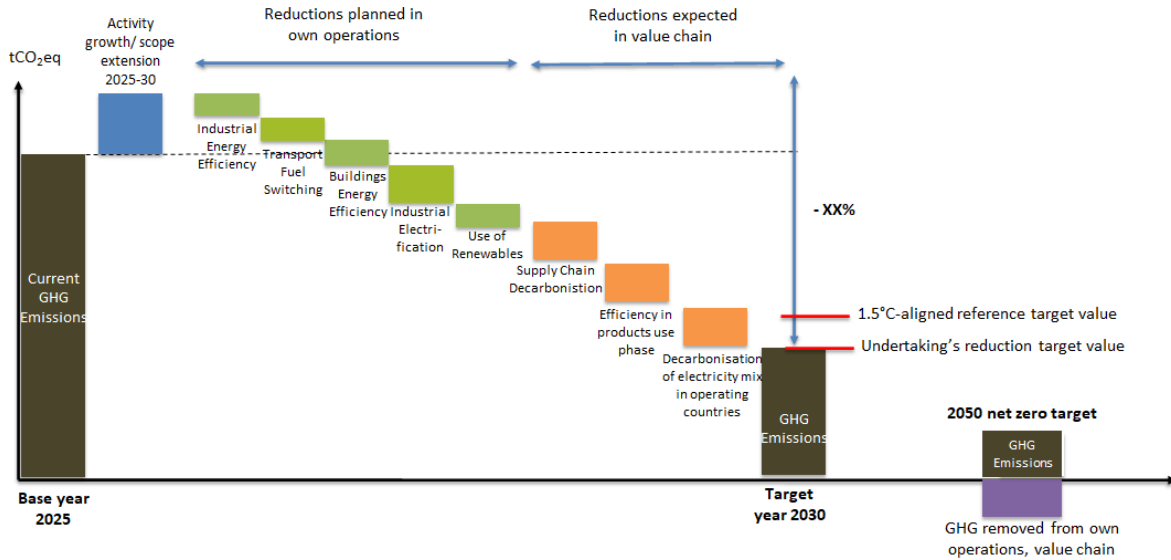 tCO₂eq
Activity
growth/ scope
extension
2025-30
Reductions planned in
own operations
Reductions expected
in value chain
Industrial
Energy
Efficiency
Transport
Fuel
Switching
Buildings
Energy
Efficiency
Industrial
Electri-
fication
Use of
Renewables
Supply Chain
Decarbonistion
Efficiency in
products use
phase
Decarbonisation
of electricity mix
in operating
countries
- XX%
1.5°C-aligned reference target value
Undertaking's reduction target value
Current
GHG
Emissions
GHG
Emissions
2050 net zero target
GHG
Emissions
Base year
2025
Target
year 2030
GHG removed from own
operations, value chain